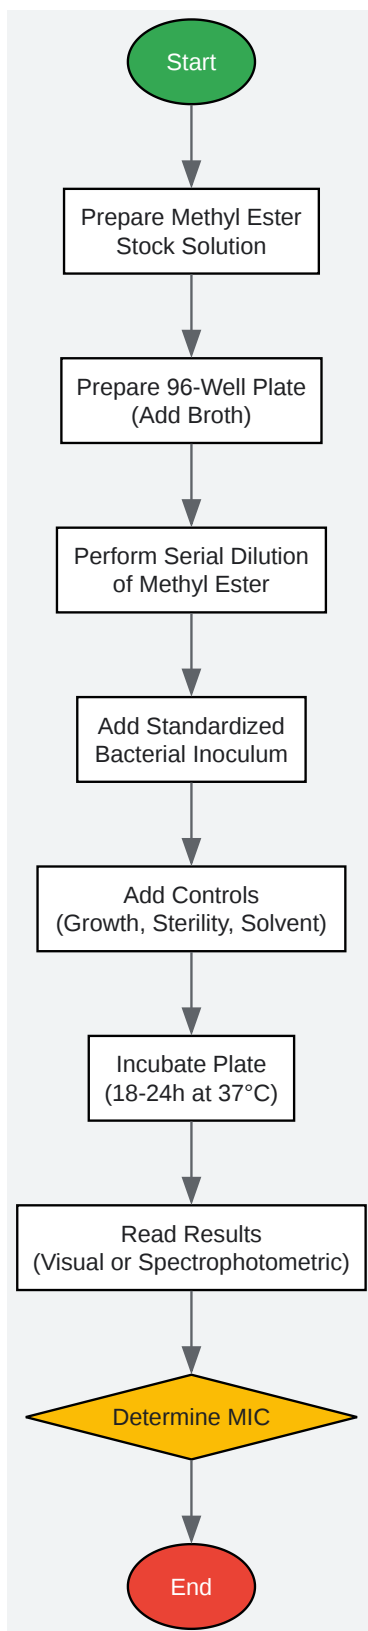 Start
Prepare Methyl Ester
Stock Solution
Prepare 96-Well Plate
(Add Broth)
Perform Serial Dilution
of Methyl Ester
Add Standardized
Bacterial Inoculum
Add Controls
(Growth, Sterility, Solvent)
Incubate Plate
(18-24h at 37°C)
Read Results
(Visual or Spectrophotometric)
Determine MIC
End